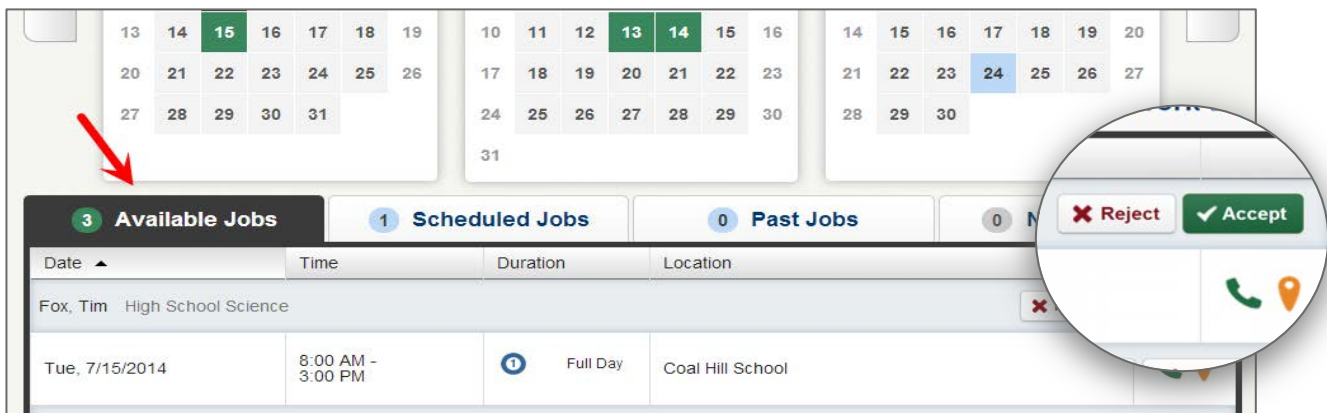 13 14 15 16 17 18 19 10 11 12 13 14 15 16 14 15 16 17 18 19 20
20 21 22 23 24 25 26 17 18 19 20 21 22 23 21 22 23 24 25 26 27
27 28 29 30 31 24 25 26 27 28 29 30 28 29 30
31
3 Available Jobs 1 Scheduled Jobs 0 Past Jobs 0
Reject Accept
Date Time Duration Location
Fox, Tim High School Science
Tue, 7/15/2014 8:00 AM - 3:00 PM 1 Full Day Coal Hill School